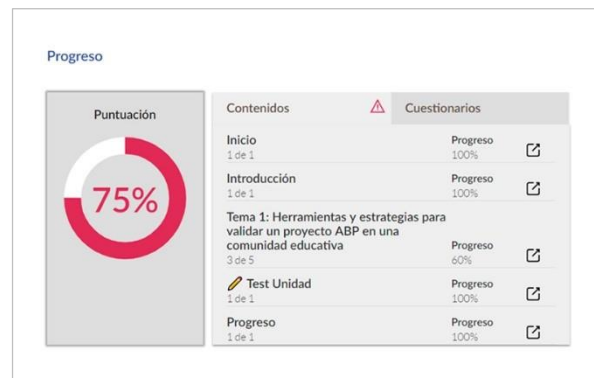 Progreso
Puntuación
75%
Contenidos
Cuestionarios
Inicio
Progreso
1 de 1
100%
Introducción
Progreso
1 de 1
100%
Tema 1: Herramientas y estrategias para
validar un proyecto ABP en una
comunidad educativa
Progreso
3 de 5
60%
Test Unidad
Progreso
1 de 1
100%
Progreso
Progreso
1 de 1
100%